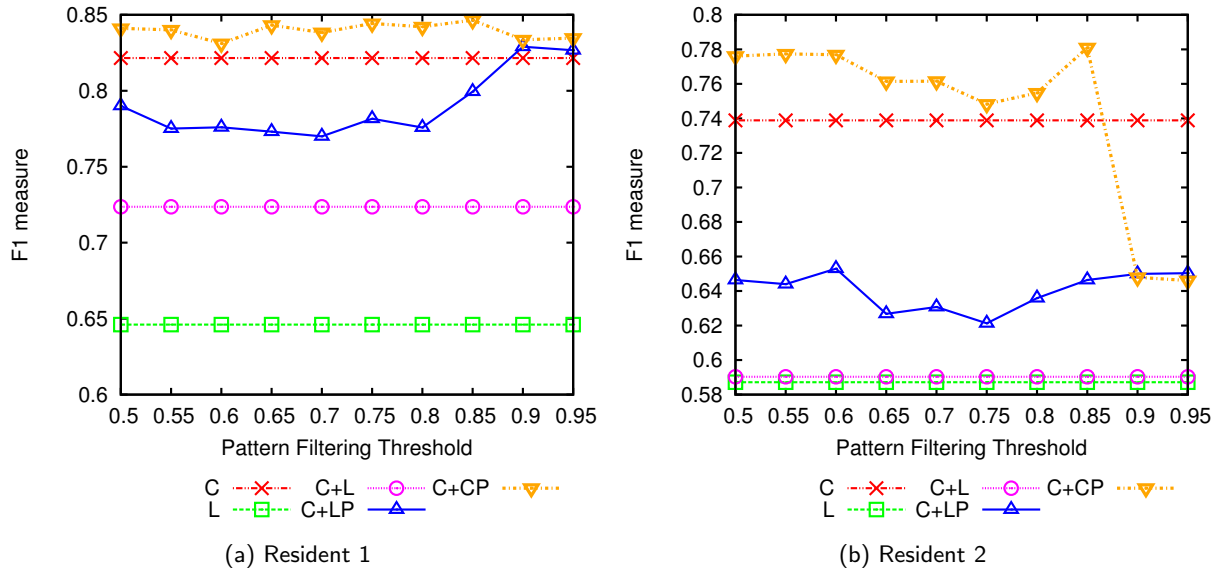 0.85
0.8
0.75
0.7
0.65
0.6
F1 measure
0.5 0.55 0.6 0.65 0.7 0.75 0.8 0.85 0.9 0.95
Pattern Filtering Threshold
C C+L C+CP
L C+LP
(a) Resident 1
0.8
0.78
0.76
0.74
0.72
0.7
0.68
0.66
0.64
0.62
0.6
0.58
F1 measure
0.5 0.55 0.6 0.65 0.7 0.75 0.8 0.85 0.9 0.95
Pattern Filtering Threshold
C C+L C+CP
L C+LP
(b) Resident 2